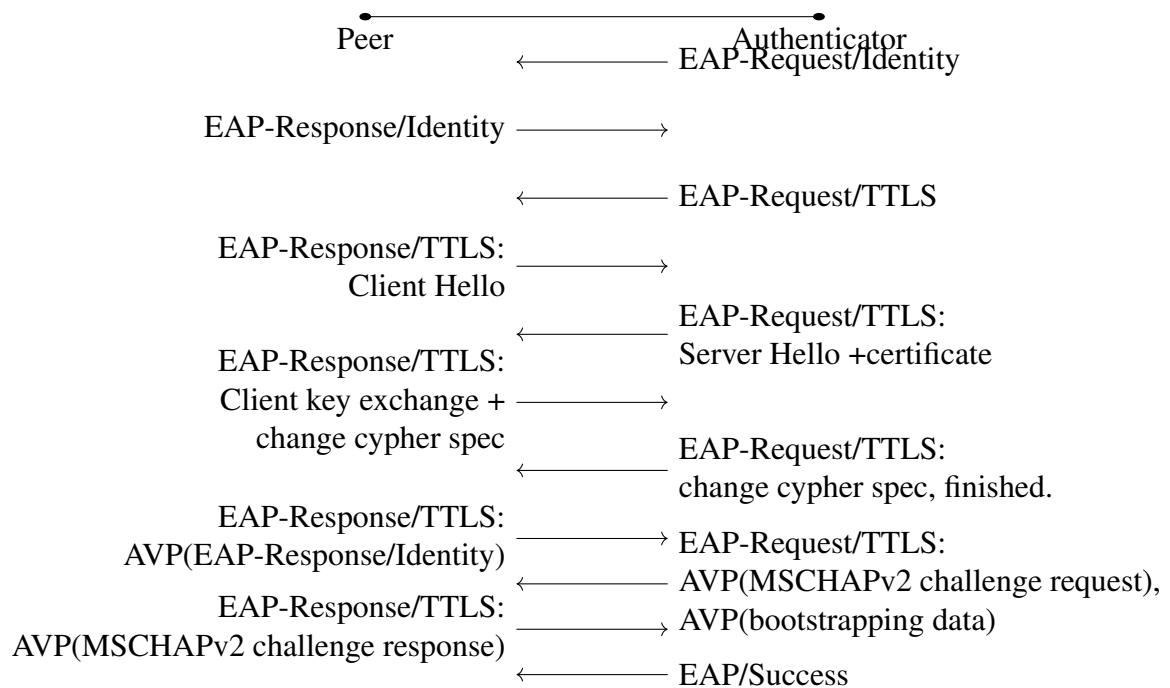 Peer
Authenticator
EAP-Request/Identity
EAP-Response/Identity
EAP-Request/TTLS
EAP-Response/TTLS:
Client Hello
EAP-Request/TTLS:
Server Hello +certificate
EAP-Response/TTLS:
Client key exchange +
change cypher spec
EAP-Request/TTLS:
change cypher spec, finished.
EAP-Response/TTLS:
AVP(EAP-Response/Identity)
EAP-Request/TTLS:
AVP(MSCHAPv2 challenge request),
AVP(bootstrapping data)
EAP-Response/TTLS:
AVP(MSCHAPv2 challenge response)
EAP/Success